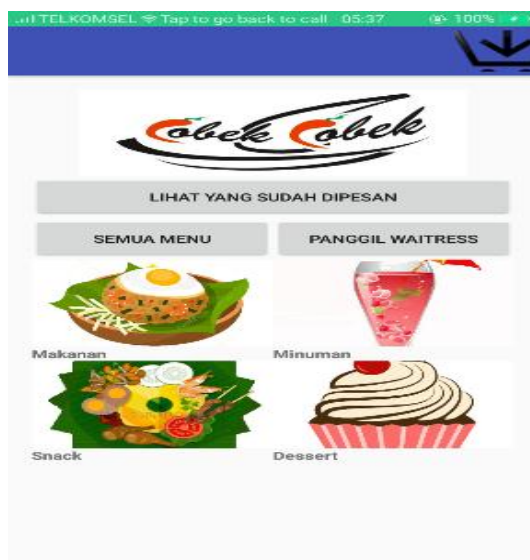 TELKOMSEL Tap to go back to call 05:37 100%
Cobek Cobek
LIHAT YANG SUDAH DIPESAN
SEMUA MENU PANGGIL WAITRESS
Makanan Minuman
Snack Dessert